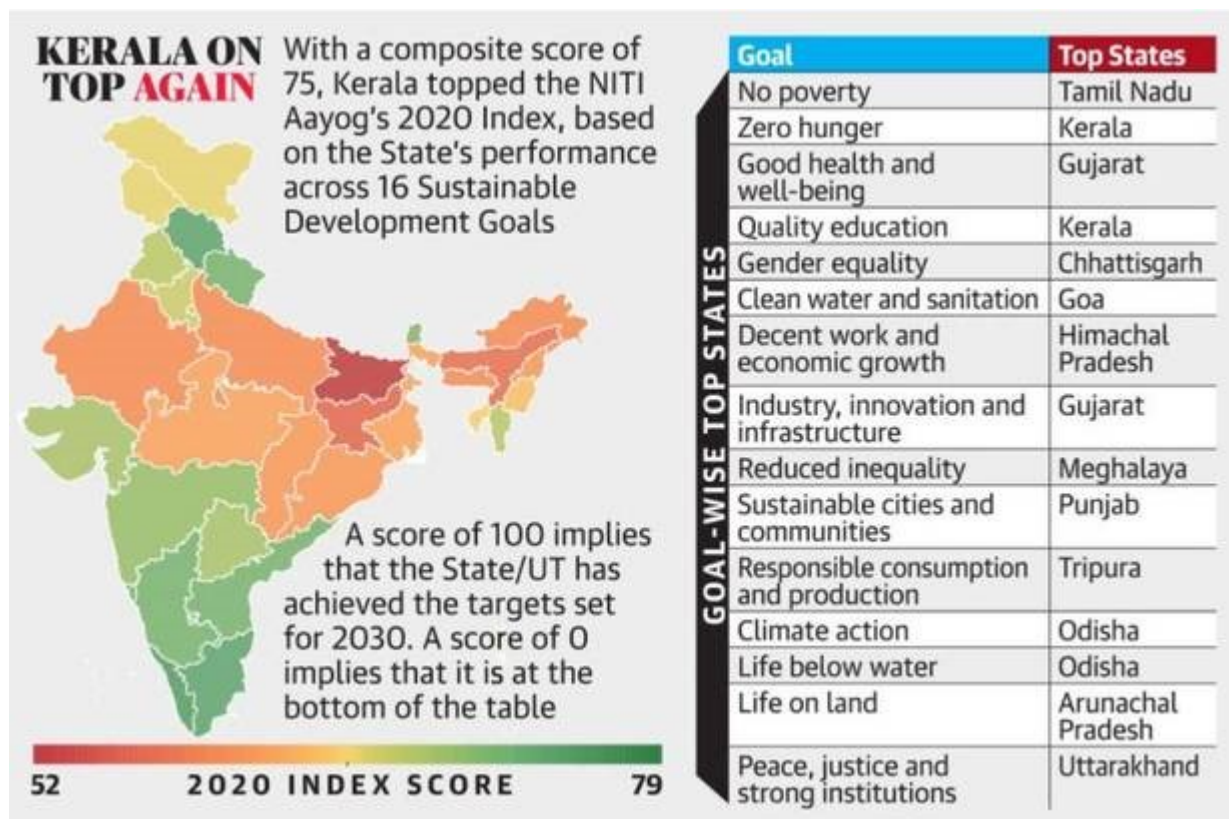 KERALA ON
TOP AGAIN
With a composite score of
75, Kerala topped the NITI
Aayog's 2020 Index, based
on the State's performance
across 16 Sustainable
Development Goals
A score of 100 implies
that the State/UT has
achieved the targets set
for 2030. A score of 0
implies that it is at the
bottom of the table
52 2020 INDEX SCORE 79
GOAL-WISE TOP STATES
Goal Top States
No poverty Tamil Nadu
Zero hunger Kerala
Good health and Gujarat
well-being
Quality education Kerala
Gender equality Chhattisgarh
Clean water and sanitation Goa
Decent work and Himachal
economic growth Pradesh
Industry, innovation and Gujarat
infrastructure
Reduced inequality Meghalaya
Sustainable cities and Punjab
communities
Responsible consumption Tripura
and production
Climate action Odisha
Life below water Odisha
Life on land Arunachal
Pradesh
Peace, justice and Uttarakhand
strong institutions